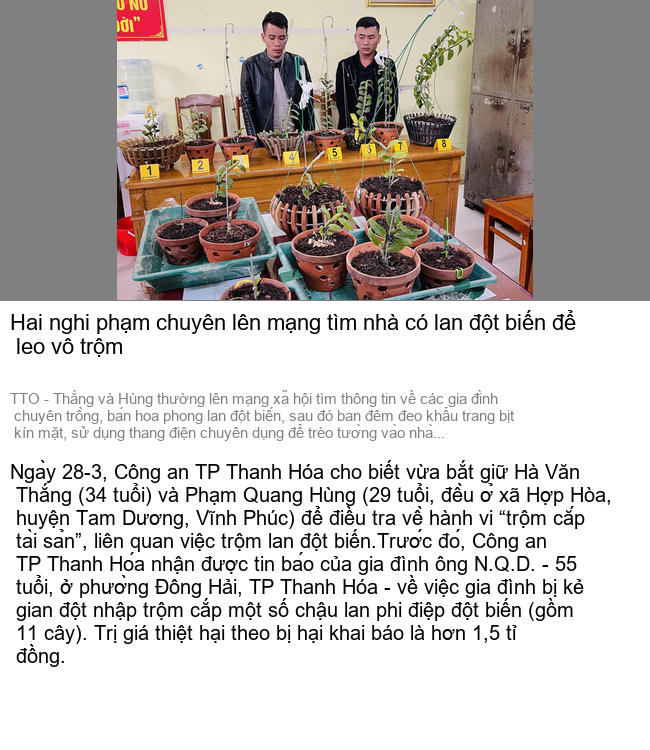 ƠI"
1
2
4
5
3
7
8
Hai nghi phạm chuyên lên mạng tìm nhà có lan đột biến để
leo vô trộm
TTO - Thắng và Hùng thường lên mạng xã hội tìm thông tin về các gia đình
chuyên trồng, bán hoa phong lan đột biến, sau đó ban đêm đeo khẩu trang bịt
kín mặt, sử dụng thang điện chuyên dụng để trèo tường vào nhà...
Ngày 28-3, Công an TP Thanh Hóa cho biết vừa bắt giữ Hà Văn
Thắng (34 tuổi) và Phạm Quang Hùng (29 tuổi, đều ở xã Hợp Hòa,
huyện Tam Dương, Vĩnh Phúc) để điều tra về hành vi “trộm cắp
tài sản”, liên quan việc trộm lan đột biến.Trước đó, Công an
TP Thanh Hóa nhận được tin báo của gia đình ông N.Q.D. - 55
tuổi, ở phường Đông Hải, TP Thanh Hóa - về việc gia đình bị kẻ
gian đột nhập trộm cắp một số chậu lan phi điệp đột biến (gồm
11 cây). Trị giá thiệt hại theo bị hại khai báo là hơn 1,5 tỉ
đồng.